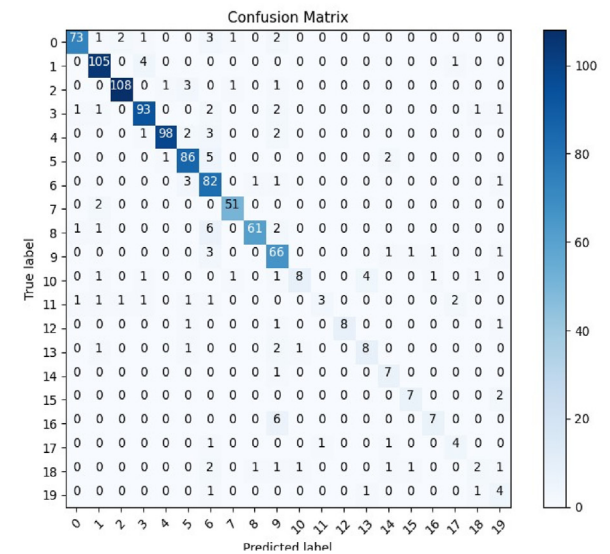 Confusion Matrix
0 73 1 2 1 0 0 3 1 0 2 0 0 0 0 0 0 0 0 0 0
1 0 105 0 4 0 0 0 0 0 0 0 0 0 0 0 0 0 1 0 0
2 0 0 108 0 1 3 0 1 0 1 0 0 0 0 0 0 0 0 0 0
3 1 1 0 93 0 0 2 0 0 2 0 0 0 0 0 0 0 0 1 1
4 0 0 0 1 98 2 3 0 0 2 0 0 0 0 0 0 0 0 0 0
5 0 0 0 0 1 86 5 0 0 0 0 0 0 0 2 0 0 0 0 0
6 0 0 0 0 0 3 82 0 1 1 0 0 0 0 0 0 0 0 0 1
7 0 2 0 0 0 0 0 51 0 0 0 0 0 0 0 0 0 0 0 0
8 1 1 0 0 0 0 6 0 61 2 0 0 0 0 0 0 0 0 0 0
9 0 0 0 0 0 0 3 0 0 66 0 0 0 0 1 1 1 0 0 1
10 0 1 0 1 0 0 0 1 0 1 8 0 0 4 0 0 1 0 1 0
11 1 1 1 1 0 1 1 0 0 0 0 3 0 0 0 0 0 2 0 0
12 0 0 0 0 0 1 0 0 0 1 0 0 8 0 0 0 0 0 0 1
13 0 1 0 0 0 1 0 0 0 2 1 0 0 8 0 0 0 0 0 0
14 0 0 0 0 0 0 0 0 0 1 0 0 0 0 7 0 0 0 0 0
15 0 0 0 0 0 0 0 0 0 0 0 0 0 0 0 7 0 0 0 2
16 0 0 0 0 0 0 0 0 0 6 0 0 0 0 0 0 7 0 0 0
17 0 0 0 0 0 0 1 0 0 0 0 1 0 0 1 0 0 4 0 0
18 0 0 0 0 0 0 2 0 1 1 0 0 0 0 1 1 0 0 2 1
19 0 0 0 0 0 0 1 0 0 0 0 0 0 1 0 0 0 0 1 4
0 1 2 3 4 5 6 7 8 9 10 11 12 13 14 15 16 17 18 19
Predicted label
True label
100
80
60
40
20
0